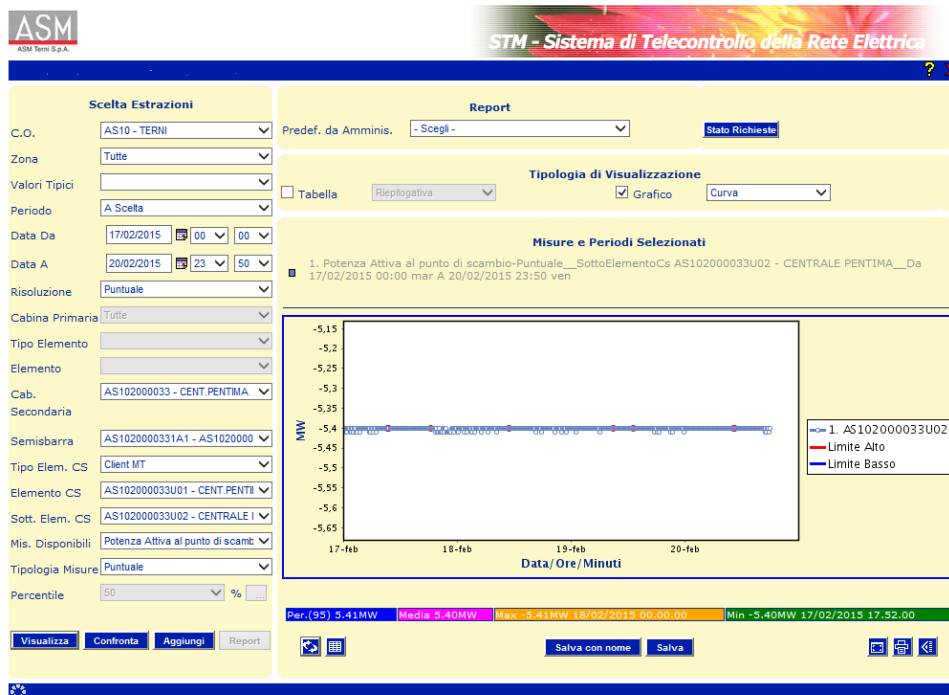 ASM
ASM Terni S.p.A.
STM - Sistema di Telecontrollo della Rete Elettrica
?
Scelta Estrazioni
C.O. AS10 - TERNI
Zona Tutte
Valori Tipici
Periodo A Scelta
Data Da 17/02/2015 00 00
Data A 20/02/2015 23 50
Risoluzione Puntuale
Cabina Primaria Tutte
Tipo Elemento
Elemento
Cab. Secondaria AS102000033 - CENT.PENTIMA
Semisbarra AS1020000331A1 - AS1020000
Tipo Elem. CS Client MT
Elemento CS AS102000033U01 - CENT.PENTI
Sott. Elem. CS AS102000033U02 - CENTRALE
Mis. Disponibili Potenza Attiva al punto di scamb
Tipologia Misure Puntuale
Percentile 50 % ...
Visualizza Confronta Aggiungi Report
Report
Predef. da Amminis. - Scegli - Stato Richieste
Tipologia di Visualizzazione
Tabella Riepilogativa Grafico Curva
Misure e Periodi Selezionati
1. Potenza Attiva al punto di scambio-Puntuale__SottoElementoCs AS102000033U02 - CENTRALE PENTIMA__Da
17/02/2015 00:00 mar A 20/02/2015 23:50 ven
-5,15
-5,2
-5,25
-5,3
-5,35
-5,4
-5,45
-5,5
-5,55
-5,6
-5,65
MW
17-feb 18-feb 19-feb 20-feb
Data/Ore/Minuti
1. AS102000033U02
Limite Alto
Limite Basso
Per.(95) 5.41MW Media 5.40MW Max -5.41MW 18/02/2015 00.00.00 Min -5.40MW 17/02/2015 17.52.00
Salva con nome Salva